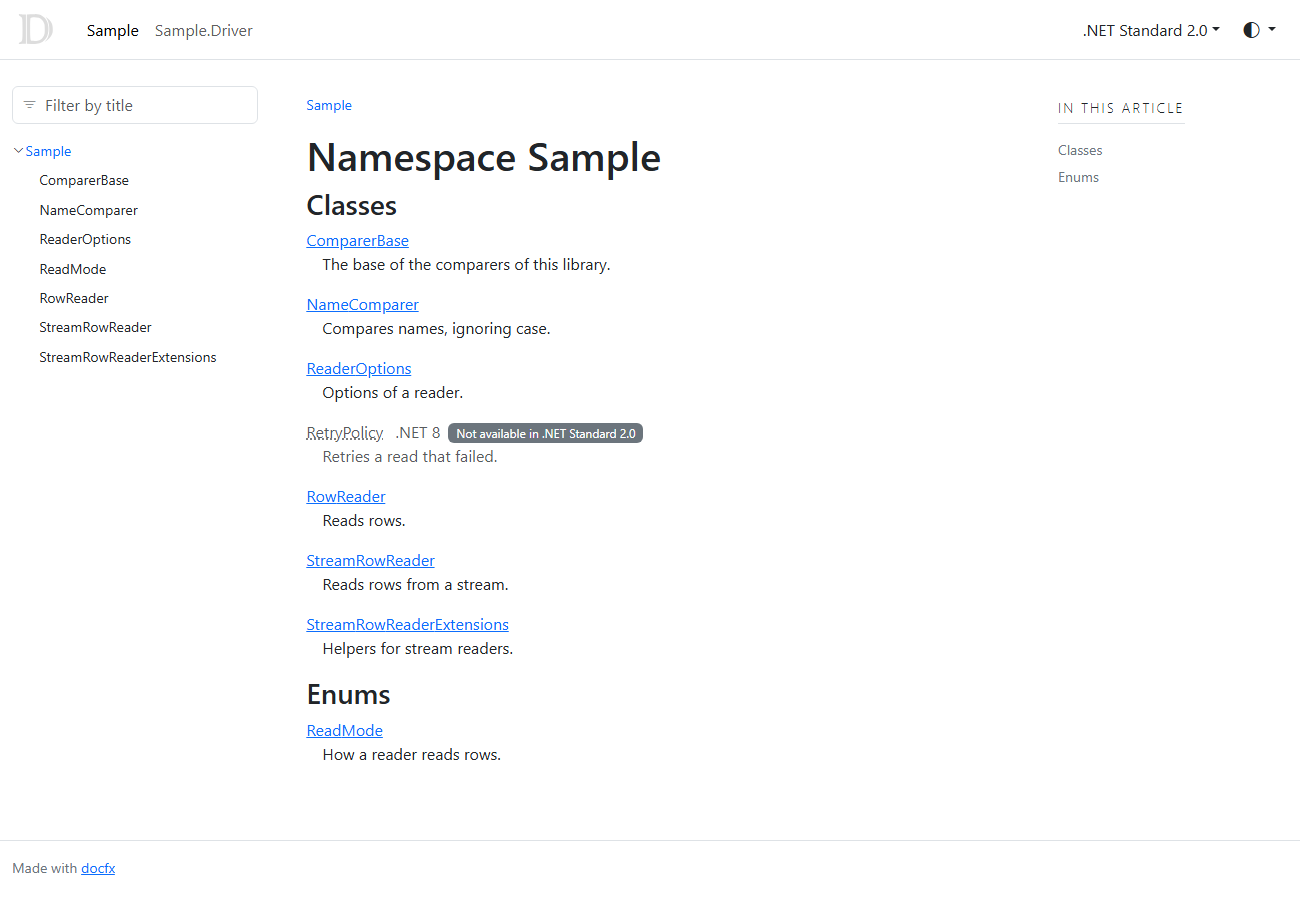 D
Sample Sample.Driver .NET Standard 2.0
Filter by title
Sample
ComparerBase
NameComparer
ReaderOptions
ReadMode
RowReader
StreamRowReader
StreamRowReaderExtensions
Sample
Namespace Sample
Classes
ComparerBase
The base of the comparers of this library.
NameComparer
Compares names, ignoring case.
ReaderOptions
Options of a reader.
RetryPolicy .NET 8 Not available in .NET Standard 2.0
Retries a read that failed.
RowReader
Reads rows.
StreamRowReader
Reads rows from a stream.
StreamRowReaderExtensions
Helpers for stream readers.
Enums
ReadMode
How a reader reads rows.
IN THIS ARTICLE
Classes
Enums
Made with docfx